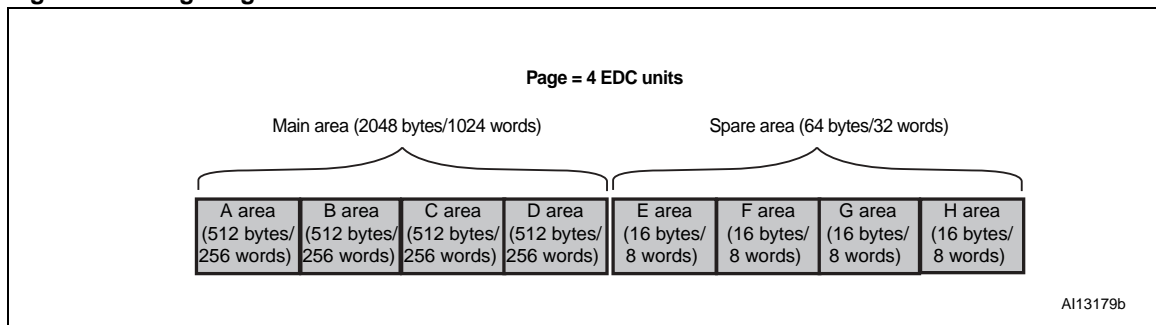 Page = 4 EDC units
Main area (2048 bytes/1024 words)
Spare area (64 bytes/32 words)
A area
(512 bytes/
256 words)
B area
(512 bytes/
256 words)
C area
(512 bytes/
256 words)
D area
(512 bytes/
256 words)
E area
(16 bytes/
8 words)
F area
(16 bytes/
8 words)
G area
(16 bytes/
8 words)
H area
(16 bytes/
8 words)
AI13179b